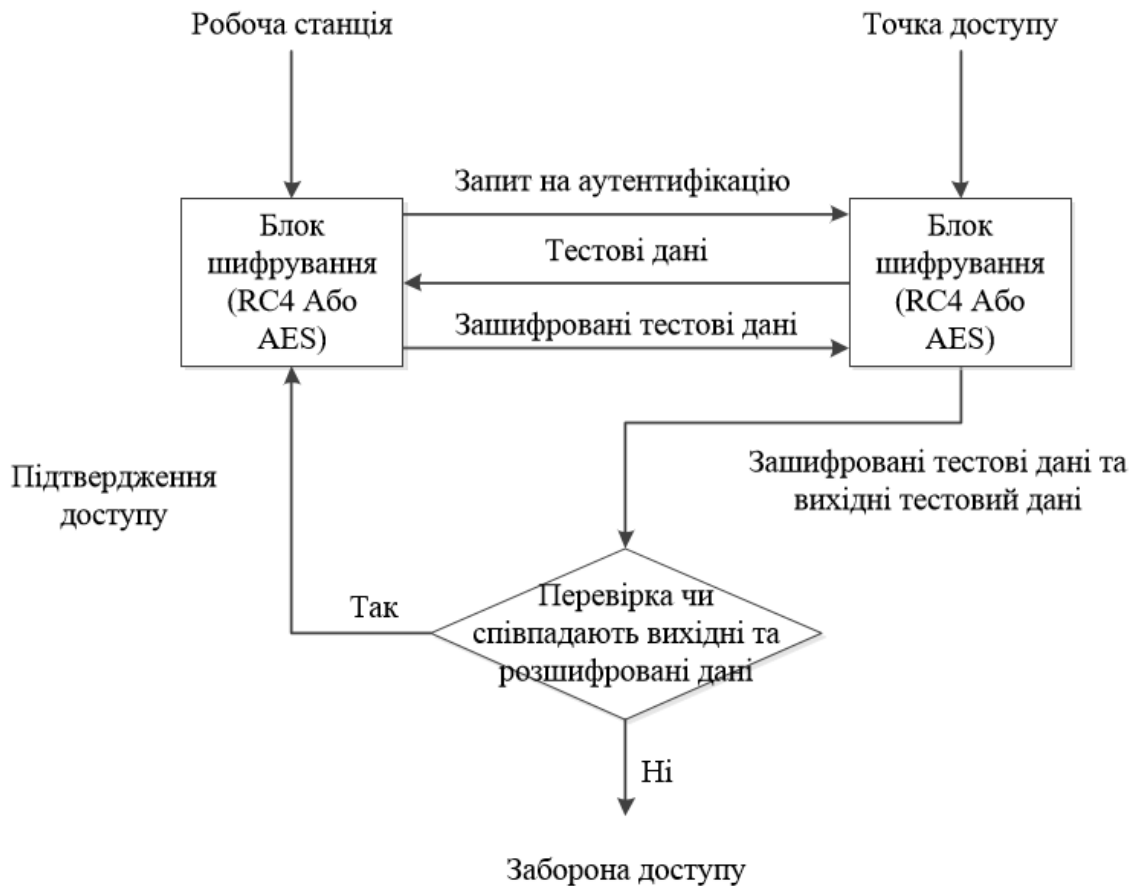 Робоча станція
Точка доступу
Запит на аутентифікацію
Блок
шифрування
(RC4 Або
AES)
Тестові дані
Зашифровані тестові дані
Блок
шифрування
(RC4 Або
AES)
Підтвердження
доступу
Зашифровані тестові дані та
вихідні тестовий дані
Так
Перевірка чи
співпадають вихідні та
розшифровані дані
Ні
Заборона доступу